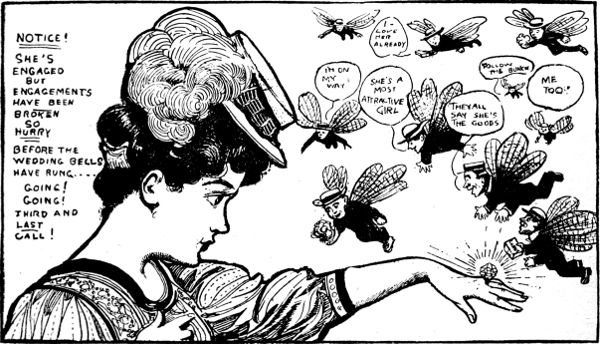 NOTICE!
SHE'S
ENGAGED
BUT
ENGAGEMENTS
HAVE BEEN
BROKEN
SO
HURRY
BEFORE THE
WEDDING BELLS
HAVE RUNG....
GOING!
GOING!
THIRD AND
LAST
CALL!
I-
LOVE
HER
ALREADY
I'M ON
MY
WAY
SHE'S A
MOST
ATTRACTIVE
GIRL
FOLLOW
THE BUNCH
ME
TOO!!
THEY ALL
SAY SHE'S
THE GOODS